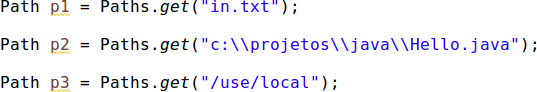 Path p1 = Paths.get("in.txt");
Path p2 = Paths.get("c:\\projetos\\java\\Hello.java");
Path p3 = Paths.get("/use/local");